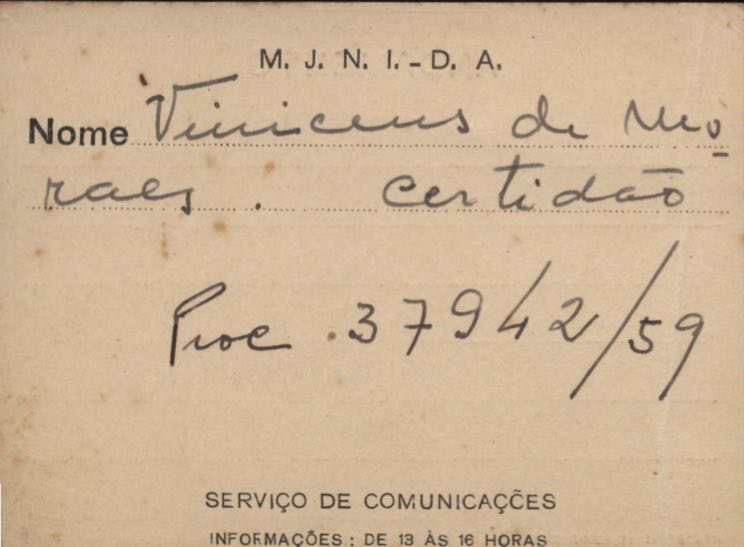 M. J. N. I. - D. A.
Nome Vinicius de Mo-
raes. Certidão
Proc. 37942/59
SERVIÇO DE COMUNICAÇÕES
INFORMAÇÕES: DE 13 ÀS 16 HORAS